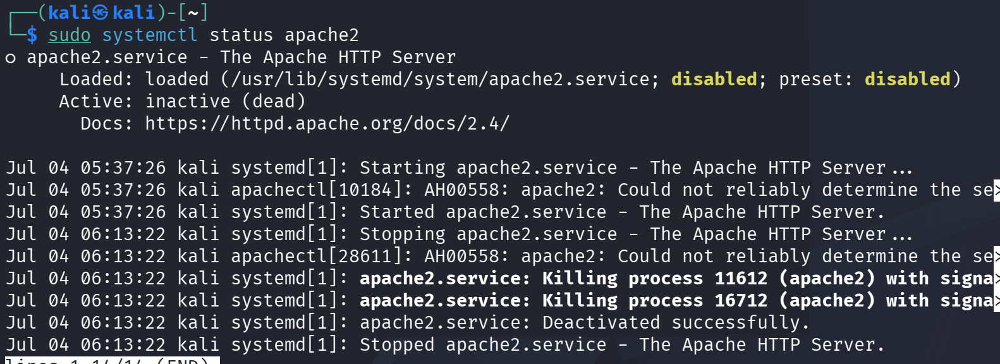 ┌──(kali㉿kali)-[~]
└─$ sudo systemctl status apache2
○ apache2.service - The Apache HTTP Server
     Loaded: loaded (/usr/lib/systemd/system/apache2.service; disabled; preset: disabled)
     Active: inactive (dead)
       Docs: https://httpd.apache.org/docs/2.4/

Jul 04 05:37:26 kali systemd[1]: Starting apache2.service - The Apache HTTP Server...
Jul 04 05:37:26 kali apachectl[10184]: AH00558: apache2: Could not reliably determine the se>
Jul 04 05:37:26 kali systemd[1]: Started apache2.service - The Apache HTTP Server.
Jul 04 06:13:22 kali systemd[1]: Stopping apache2.service - The Apache HTTP Server...
Jul 04 06:13:22 kali apachectl[28611]: AH00558: apache2: Could not reliably determine the se>
Jul 04 06:13:22 kali systemd[1]: apache2.service: Killing process 11612 (apache2) with signa>
Jul 04 06:13:22 kali systemd[1]: apache2.service: Killing process 16712 (apache2) with signa>
Jul 04 06:13:22 kali systemd[1]: apache2.service: Deactivated successfully.
Jul 04 06:13:22 kali systemd[1]: Stopped apache2.service - The Apache HTTP Server.
lines 1-14/14 (END)